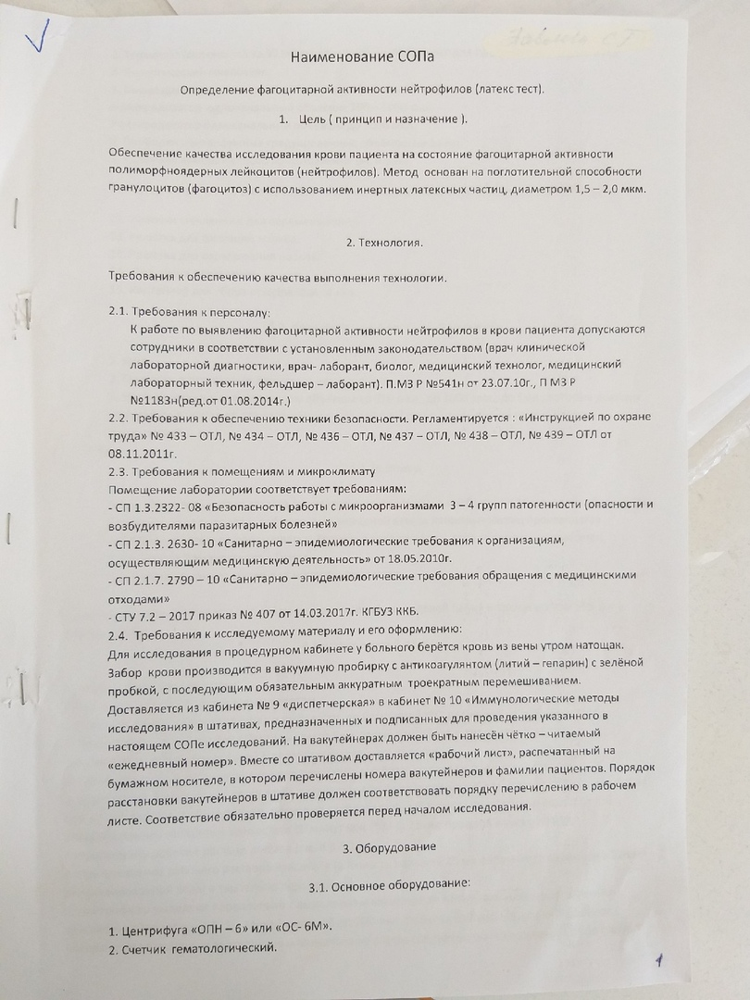 Наименование СОПа
Определение фагоцитарной активности нейтрофилов (латекс тест).
1. Цель ( принцип и назначение ).
Обеспечение качества исследования крови пациента на состояние фагоцитарной активности
полиморфноядерных лейкоцитов (нейтрофилов). Метод основан на поглотительной способности
гранулоцитов (фагоцитоз) с использованием инертных латексных частиц, диаметром 1,5 – 2,0 мкм.
2. Технология.
Требования к обеспечению качества выполнения технологии.
2.1. Требования к персоналу:
К работе по выявлению фагоцитарной активности нейтрофилов в крови пациента допускаются
сотрудники в соответствии с установленным законодательством (врач клинической
лабораторной диагностики, врач- лаборант, биолог, медицинский технолог, медицинский
лабораторный техник, фельдшер – лаборант). П.МЗ Р №541н от 23.07.10г., П МЗ Р
№1183н(ред.от 01.08.2014г.)
2.2. Требования к обеспечению техники безопасности. Регламентируется : «Инструкцией по охране
труда» № 433 – ОТЛ, № 434 – ОТЛ, № 436 – ОТЛ, № 437 – ОТЛ, № 438 – ОТЛ, № 439 – ОТЛ от
08.11.2011г.
2.3. Требования к помещениям и микроклимату
Помещение лаборатории соответствует требованиям:
- СП 1.3.2322- 08 «Безопасность работы с микроорганизмами 3 – 4 групп патогенности (опасности и
возбудителями паразитарных болезней»
- СП 2.1.3. 2630- 10 «Санитарно – эпидемиологические требования к организациям,
осуществляющим медицинскую деятельность» от 18.05.2010г.
- СП 2.1.7. 2790 – 10 «Санитарно – эпидемиологические требования обращения с медицинскими
отходами»
- СТУ 7.2 – 2017 приказ № 407 от 14.03.2017г. КГБУЗ ККБ.
2.4. Требования к исследуемому материалу и его оформлению:
Для исследования в процедурном кабинете у больного берётся кровь из вены утром натощак.
Забор крови производится в вакуумную пробирку с антикоагулянтом (литий – гепарин) с зелёной
пробкой, с последующим обязательным аккуратным троекратным перемешиванием.
Доставляется из кабинета № 9 «диспетчерская» в кабинет № 10 «Иммунологические методы
исследования» в штативах, предназначенных и подписанных для проведения указанного в
настоящем СОПе исследований. На вакутейнерах должен быть нанесён чётко – читаемый
«ежедневный номер». Вместе со штативом доставляется «рабочий лист», распечатанный на
бумажном носителе, в котором перечислены номера вакутейнеров и фамилии пациентов. Порядок
расстановки вакутейнеров в штативе должен соответствовать порядку перечислению в рабочем
листе. Соответствие обязательно проверяется перед началом исследования.
3. Оборудование
3.1. Основное оборудование:
1. Центрифуга «ОПН – 6» или «ОС- 6М».
2. Счетчик гематологический.
1